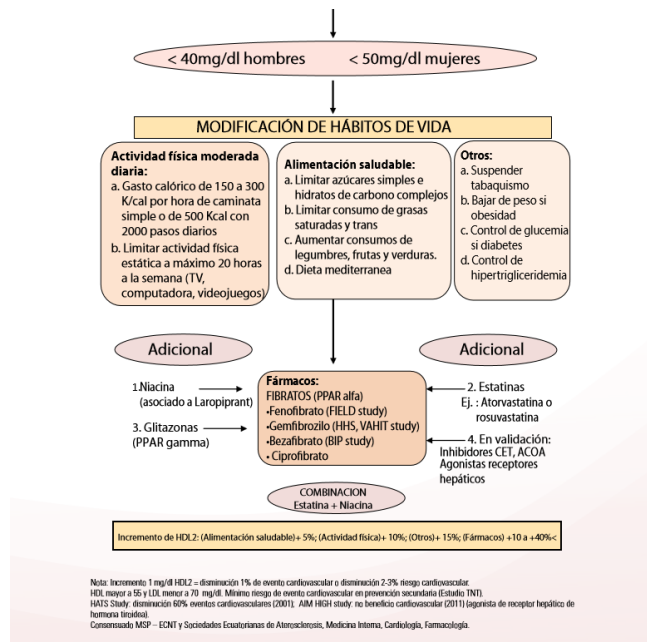 < 40mg/dl hombres < 50mg/dl mujeres
MODIFICACIÓN DE HÁBITOS DE VIDA
Actividad física moderada
diaria:
a. Gasto calórico de 150 a 300
K/cal por hora de caminata
simple o de 500 Kcal con
2000 pasos diarios
b. Limitar actividad física
estática a máximo 20 horas
a la semana (TV,
computadora, videojuegos)
Alimentación saludable:
a. Limitar azúcares simples e
hidratos de carbono complejos
b. Limitar consumo de grasas
saturadas y trans
c. Aumentar consumos de
legumbres, frutas y verduras.
d. Dieta mediterranea
Otros:
a. Suspender
tabaquismo
b. Bajar de peso si
obesidad
c. Control de glucemia
si diabetes
d. Control de
hipertrigliceridemia
Adicional
Adicional
1.Niacina
(asociado a Laropiprant)
3. Glitazonas
(PPAR gamma)
Fármacos:
FIBRATOS (PPAR alfa)
•Fenofibrato (FIELD study)
•Gemfibrozilo (HHS, VAHIT study)
•Bezafibrato (BIP study)
• Ciprofibrato
2. Estatinas
Ej. : Atorvastatina o
rosuvastatina
4. En validación:
Inhibidores CET, ACOA
Agonistas receptores
hepáticos
COMBINACION
Estatina + Niacina
Incremento de HDL2: (Alimentación saludable)+ 5%; (Actividad física)+ 10%; (Otros)+ 15%; (Fármacos) +10 a +40%<
Nota: Incremento 1 mg/dl HDL2 = disminución 1% de evento cardiovascular o disminución 2-3% riesgo cardiovascular.
HDL mayor a 55 y LDL menor a 70 mg/dl. Mínimo riesgo de evento cardiovascular en prevención secundaria (Estudio TNT).
HATS Study: disminución 60% eventos cardiovasculares (2001); AIM HIGH study: no beneficio cardiovascular (2011) (agonista de receptor hepático de
hormona tiroidea).
Consensuado MSP – ECNT y Sociedades Ecuatorianas de Aterosclerosis, Medicina Interna, Cardiología, Farmacología.